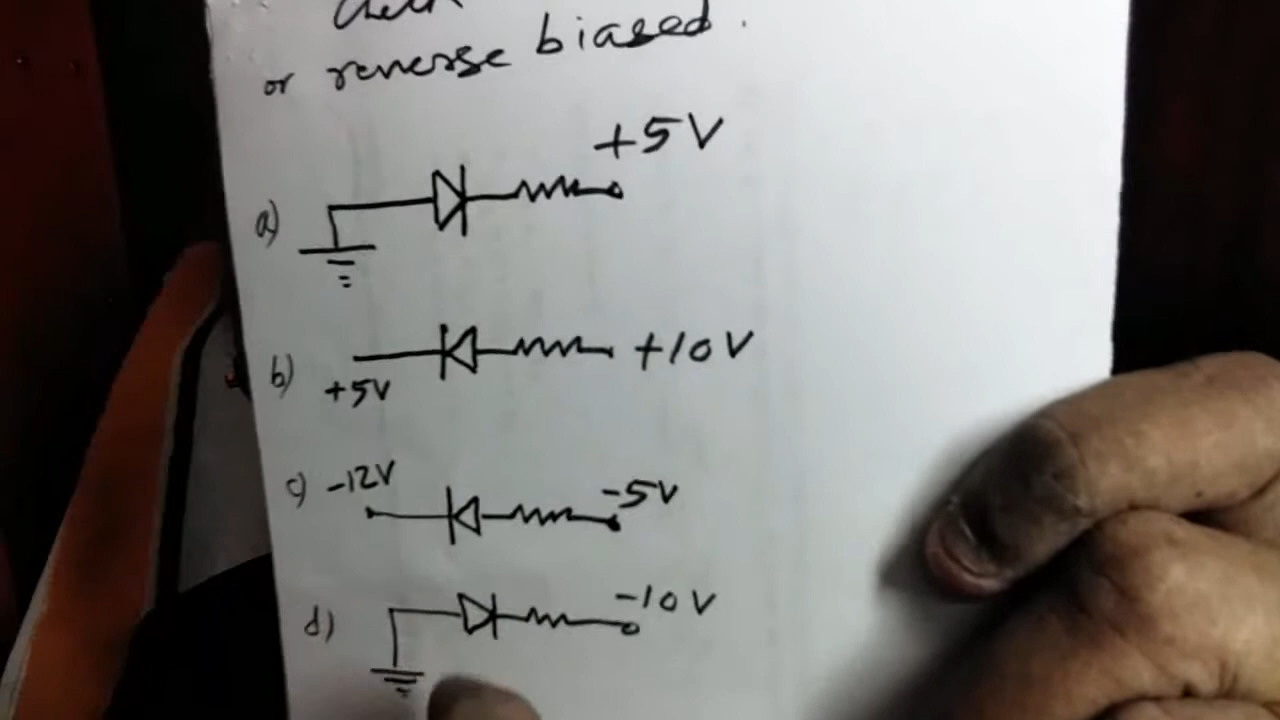 or reverse biased.
+5V
a)
b) +5V +10V
c) -12V -5V
d) -10V